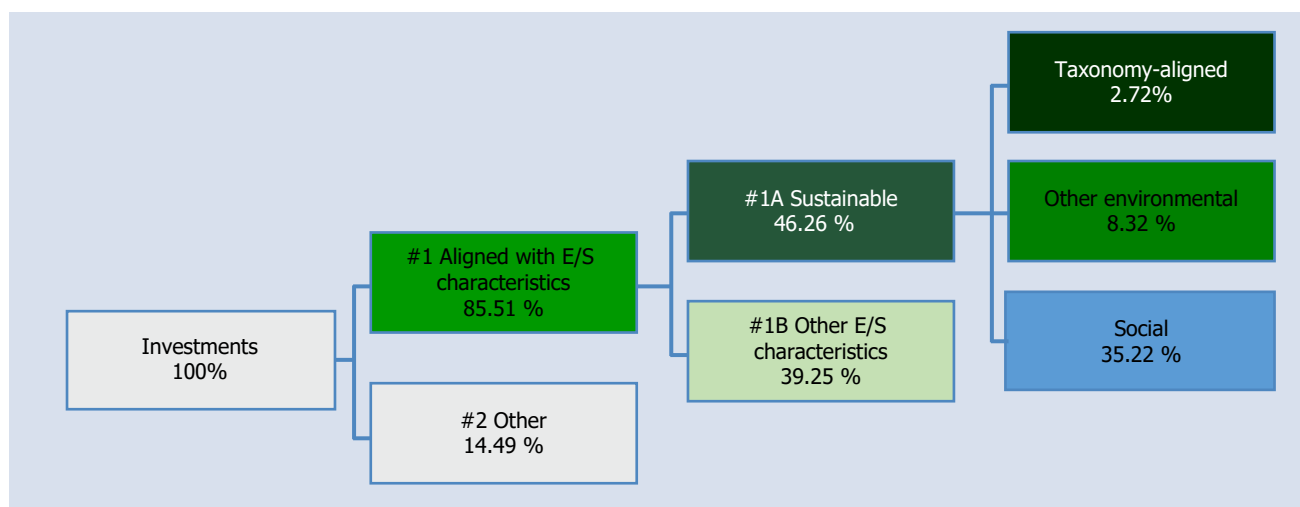 Investments
100%
#1 Aligned with E/S
characteristics
85.51 %
#2 Other
14.49 %
#1A Sustainable
46.26 %
#1B Other E/S
characteristics
39.25 %
Taxonomy-aligned
2.72%
Other environmental
8.32 %
Social
35.22 %